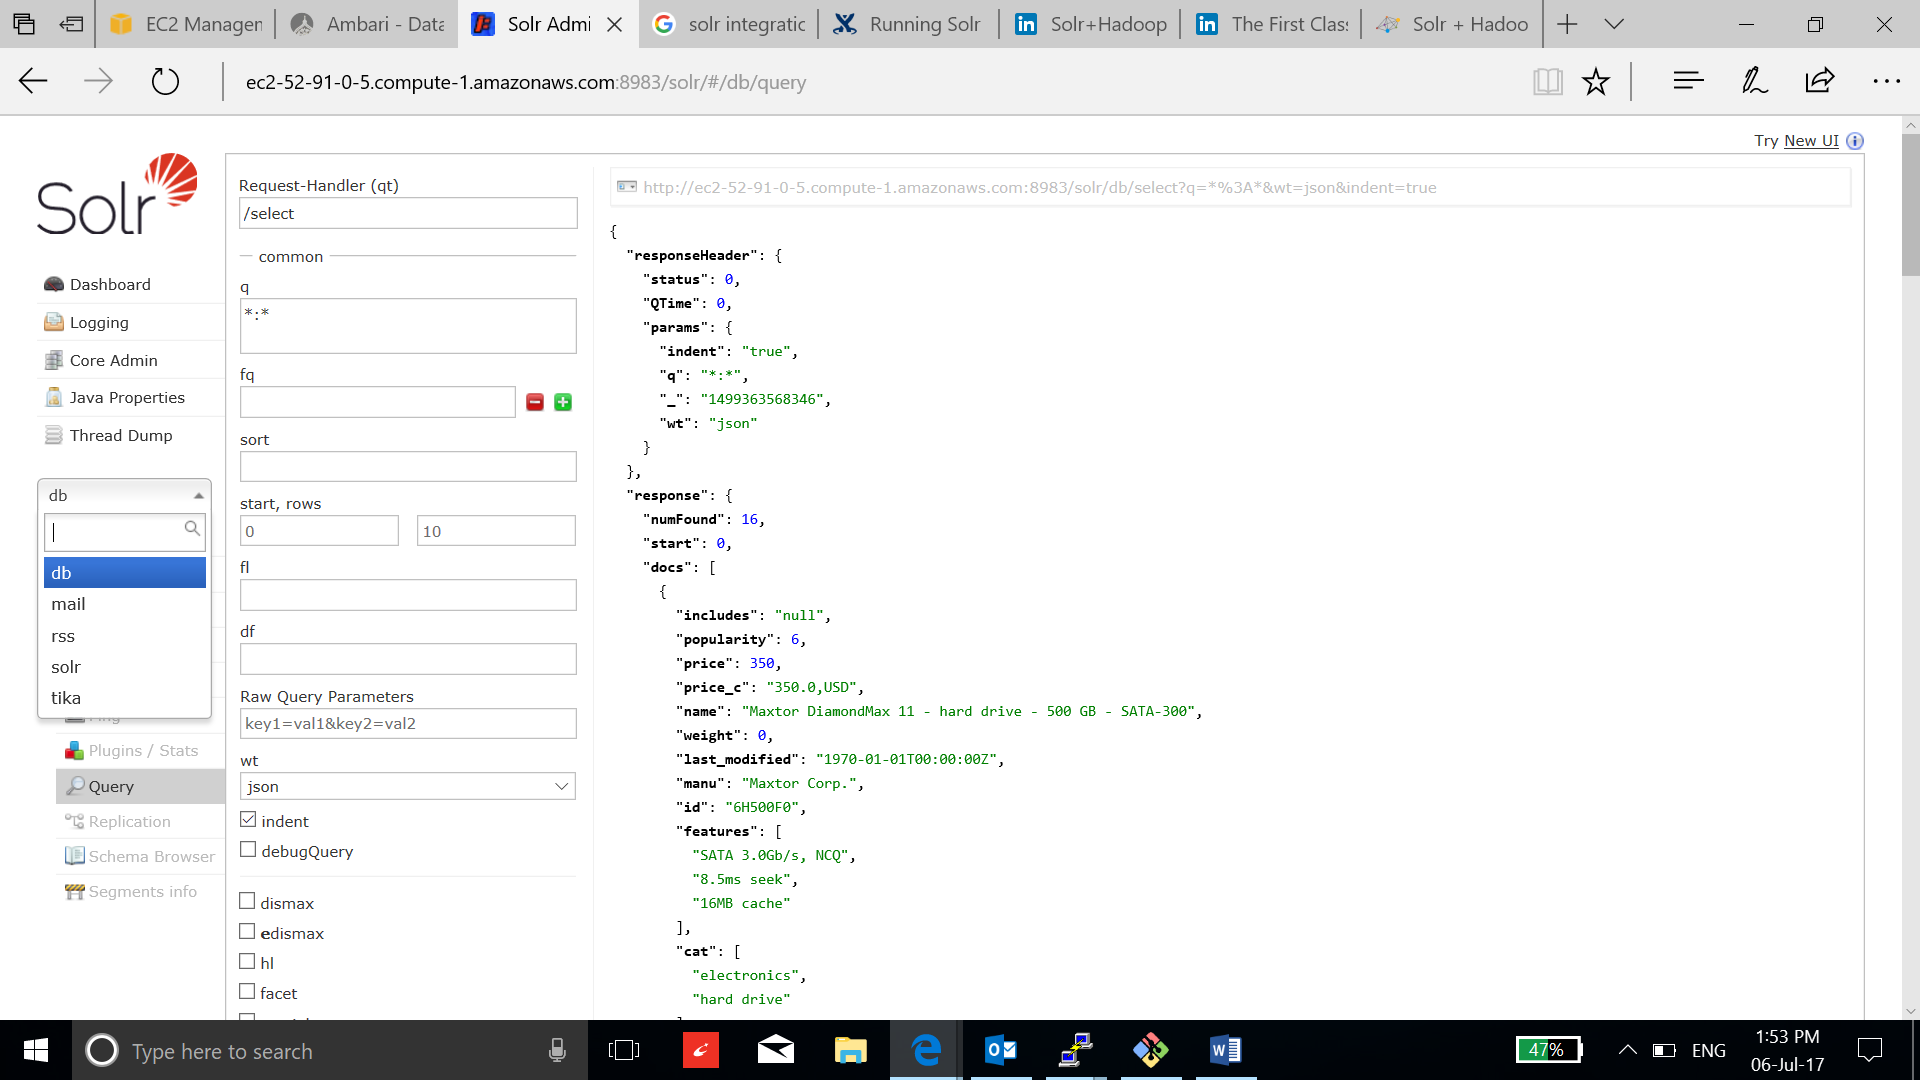 EC2 Managen
Ambari - Data
Solr Admi
solr integratic
Running Solr
Solr+Hadoop
The First Clas
Solr + Hadoo
ec2-52-91-0-5.compute-1.amazonaws.com:8983/solr/#/db/query
Try New UI
Solr
Dashboard
Logging
Core Admin
Java Properties
Thread Dump
db
db
mail
rss
solr
tika
Ping
Plugins / Stats
Query
Replication
Schema Browser
Segments info
Request-Handler (qt)
/select
common
q
*:*
fq
sort
start, rows
0 10
fl
df
Raw Query Parameters
key1=val1&key2=val2
wt
json
indent
debugQuery
dismax
edismax
hl
facet
http://ec2-52-91-0-5.compute-1.amazonaws.com:8983/solr/db/select?q=*%3A*&wt=json&indent=true
{
"responseHeader": {
"status": 0,
"QTime": 0,
"params": {
"indent": "true",
"q": "*:*",
"_": "1499363568346",
"wt": "json"
}
},
"response": {
"numFound": 16,
"start": 0,
"docs": [
{
"includes": "null",
"popularity": 6,
"price": 350,
"price_c": "350.0,USD",
"name": "Maxtor DiamondMax 11 - hard drive - 500 GB - SATA-300",
"weight": 0,
"last_modified": "1970-01-01T00:00:00Z",
"manu": "Maxtor Corp.",
"id": "6H500F0",
"features": [
"SATA 3.0Gb/s, NCQ",
"8.5ms seek",
"16MB cache"
],
"cat": [
"electronics",
"hard drive"
Type here to search
47%
ENG
1:53 PM
06-Jul-17